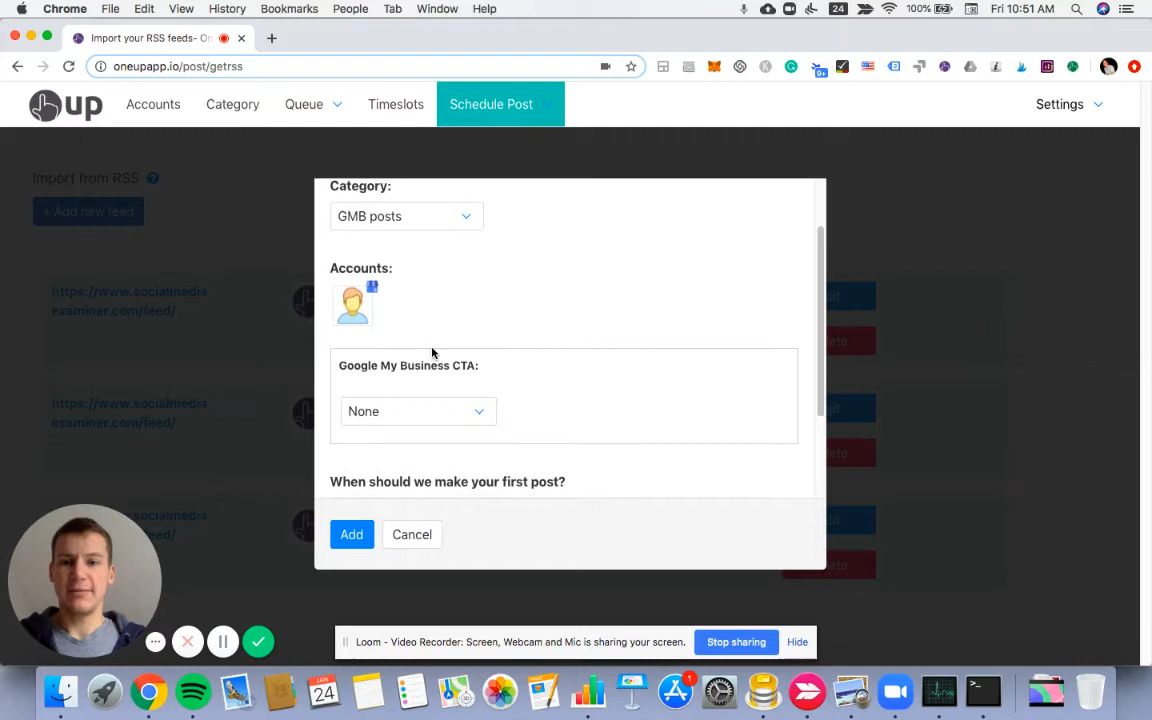 Chrome File Edit View History Bookmarks People Tab Window Help 24 100% Fri 10:51 AM
Import your RSS feeds- On
oneupapp.io/post/getrss 9+
up Accounts Category Queue Timeslots Schedule Post Settings
Import from RSS
+ Add new feed
Category:
GMB posts
Accounts:
https://www.socialmedia
examiner.com/feed/
Google My Business CTA:
None
https://www.socialmedia
examiner.com/feed/
When should we make your first post?
Add Cancel
Loom - Video Recorder: Screen, Webcam and Mic is sharing your screen. Stop sharing Hide
JAN
24
1